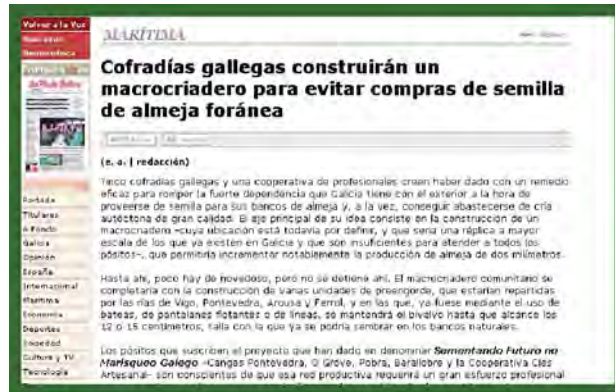 Volver a la Voz
MARÍTIMA
Cofradías gallegas construirán un
macrocriadero para evitar compras de semilla
de almeja foránea
(e. a. | redacción)
Cinco cofradías gallegas y una cooperativa de profesionales creen haber dado con un remedio
eficaz para romper la fuerte dependencia que Galicia tiene con el exterior a la hora de
proveerse de semilla para sus bancos de almeja y, a la vez, conseguir abastecerse de cría
autóctona de gran calidad. El eje principal de su idea consiste en la construcción de un
macrocriadero -cuya ubicación está todavía por definir, y que sería una réplica a mayor
escala de los que ya existen en Galicia y que son insuficientes para atender a todos los
pósitos-, que permitiría incrementar notablemente la producción de almeja de dos milímetros.
Hasta ahí, poco hay de novedoso, pero no se detiene ahí. El macrocriadero comunitario se
completaría con la construcción de varias unidades de preengorde, que estarían repartidas
por las rías de Vigo, Pontevedra, Arousa y Ferrol, y en las que, ya fuese mediante el uso de
bateas, de pantalanes flotantes o de líneas, se mantendrá el bivalvo hasta que alcance los
12 o 15 centímetros, talla con la que ya se podría sembrar en los bancos naturales.
Los pósitos que suscriben el proyecto que han dado en denominar Sementando Futuro no
Marisqueo Galego -Cangas Pontevedra, O Grove, Pobra, Barallobre y la Cooperativa Cíes
Artesanal- son conscientes de que esa red productiva requerirá un gran esfuerzo profesional
Portada
Titulares
A Fondo
Galicia
Opinión
España
Internacional
Marítima
Economía
Deportes
Sociedad
Cultura y TV
Tecnología